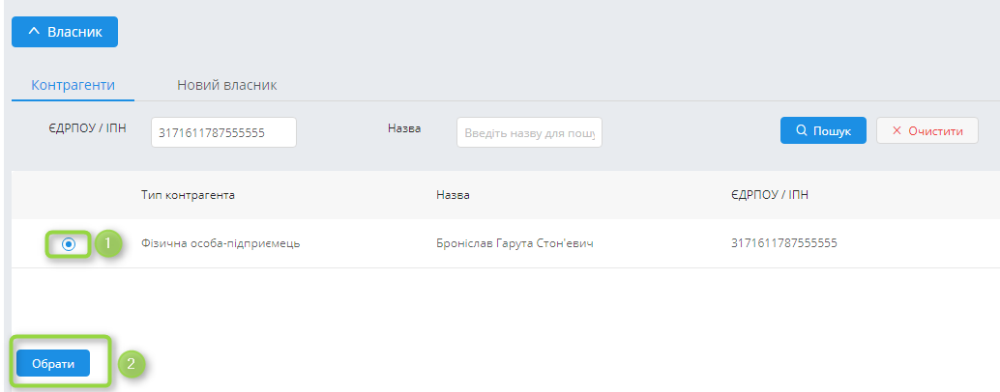 Власник
Контрагенти Новий власник
ЄДРПОУ / ІПН 3171611787555555 Назва Введіть назву для пошу Пошук Очистити
Тип контрагента Назва ЄДРПОУ / ІПН
1 Фізична особа-підприємець Броніслав Гарута Стон'евич 3171611787555555
Обрати 2